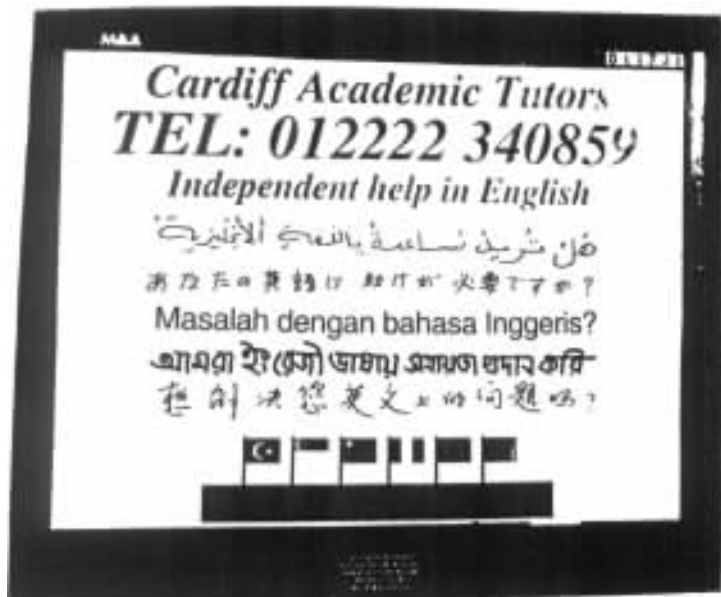 MAA
Cardiff Academic Tutors
TEL: 012222 340859
Independent help in English
هل تريد مساعدة باللغة الانجليزية
あなたの英語は助けが必要ですか?
Masalah dengan bahasa Inggeris?
আমরা ইংরেজী ভাষায় সহায়তা প্রদান করি
想解决您英文上的问题吗?